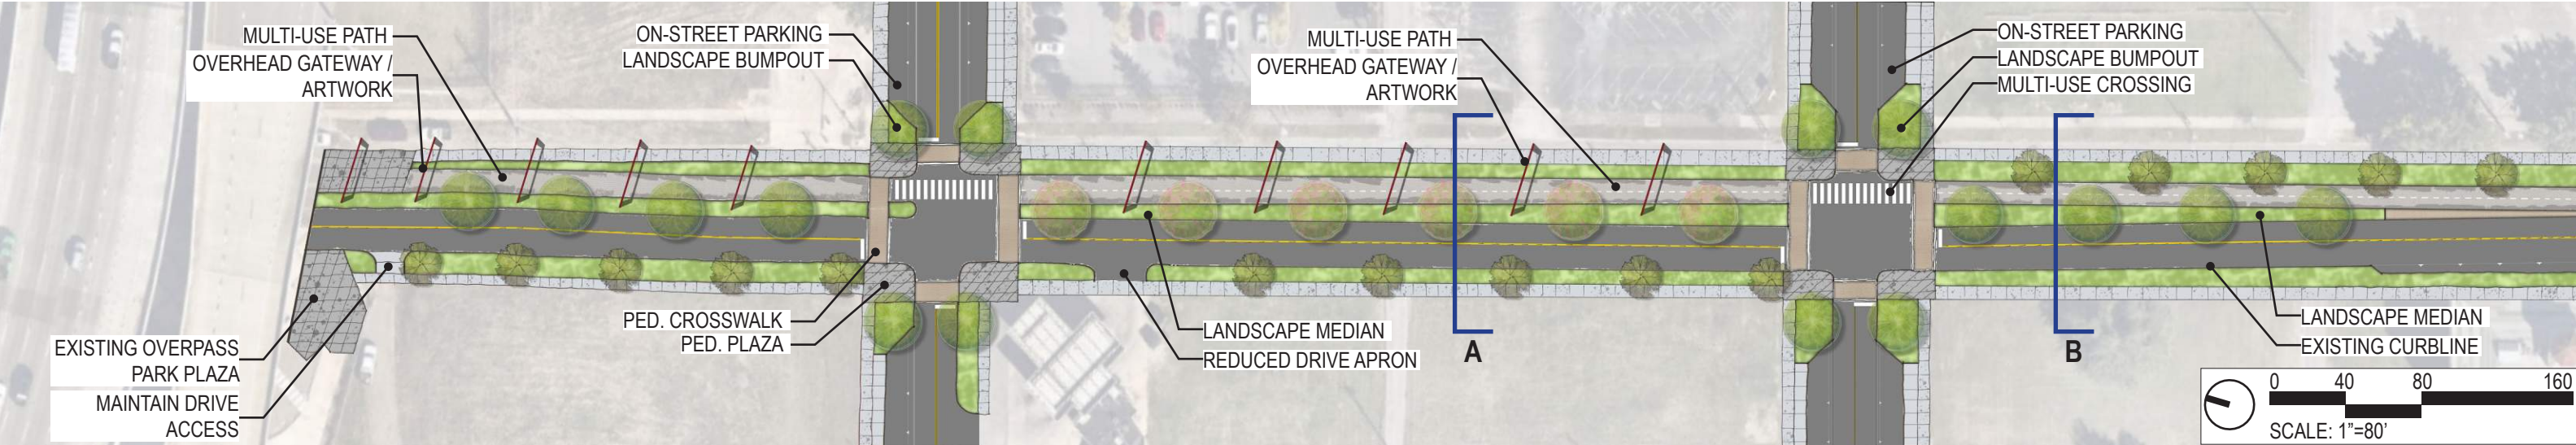 MULTI-USE PATH
OVERHEAD GATEWAY /
ARTWORK
ON-STREET PARKING
LANDSCAPE BUMPOUT
MULTI-USE PATH
OVERHEAD GATEWAY /
ARTWORK
ON-STREET PARKING
LANDSCAPE BUMPOUT
MULTI-USE CROSSING
EXISTING OVERPASS
PARK PLAZA
MAINTAIN DRIVE
ACCESS
PED. CROSSWALK
PED. PLAZA
LANDSCAPE MEDIAN
REDUCED DRIVE APRON
A
B
LANDSCAPE MEDIAN
EXISTING CURBLINE
0 40 80 160
SCALE: 1"=80'